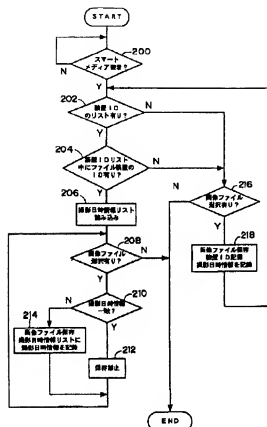 START
200
スマート
メディア装着?
N
Y
202
装置ID
のリスト有り?
N
Y
204
装置IDリスト
中にファイル装置の
ID有り?
N
Y
206
撮影日時情報リスト
読み込み
216
画像ファイル
選択有り?
N
Y
208
画像ファイル
選択有り?
N
Y
218
画像ファイル保存
装置ID記録
撮影日時情報を記録
210
撮影日時情報
一致?
N
Y
214
画像ファイル保存
撮影日時情報リストに
撮影日時情報を記録
212
保存禁止
END